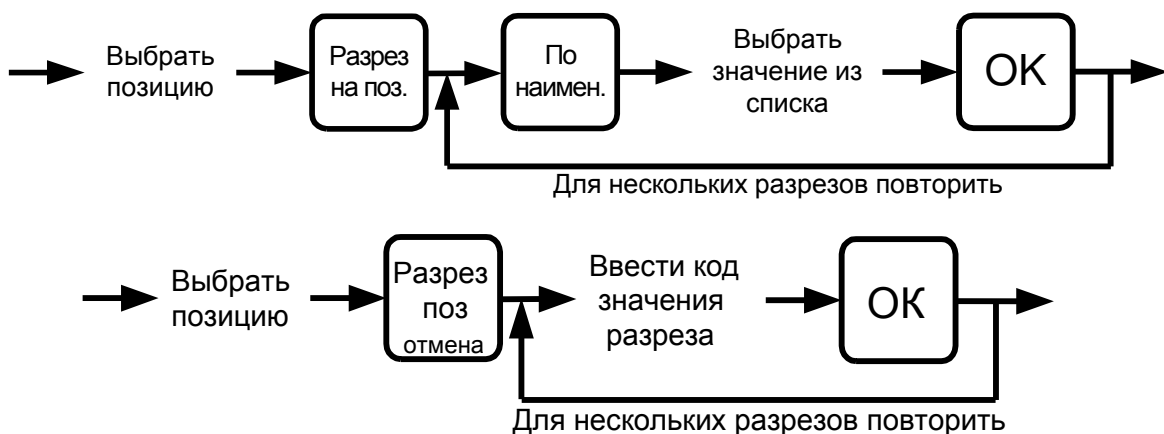 Выбрать
позицию
Разрез
на поз.
По
наимен.
Выбрать
значение из
списка
OK
Для нескольких разрезов повторить
Выбрать
позицию
Разрез
поз
отмена
Ввести код
значения
разреза
ОК
Для нескольких разрезов повторить